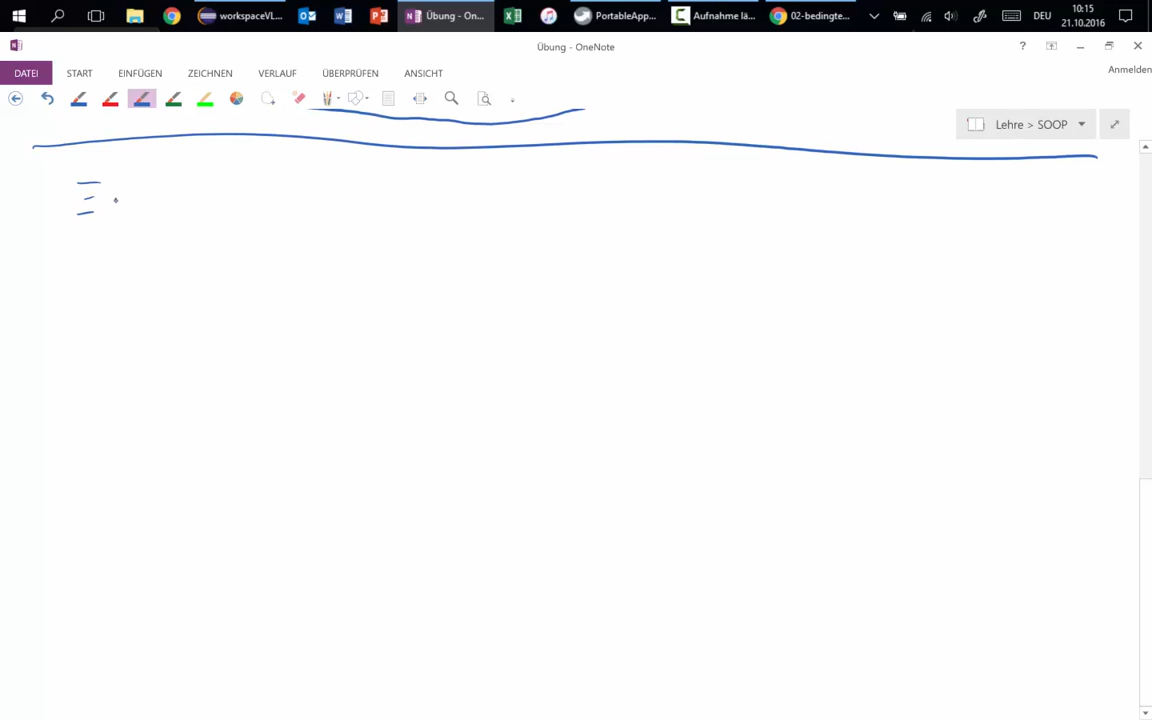 workspaceVL... Übung - On... PortableApp... Aufnahme lä... 02-bedingte... DEU 10:15
21.10.2016
Übung - OneNote
?
DATEI START EINFÜGEN ZEICHNEN VERLAUF ÜBERPRÜFEN ANSICHT Anmelden
Lehre > SOOP